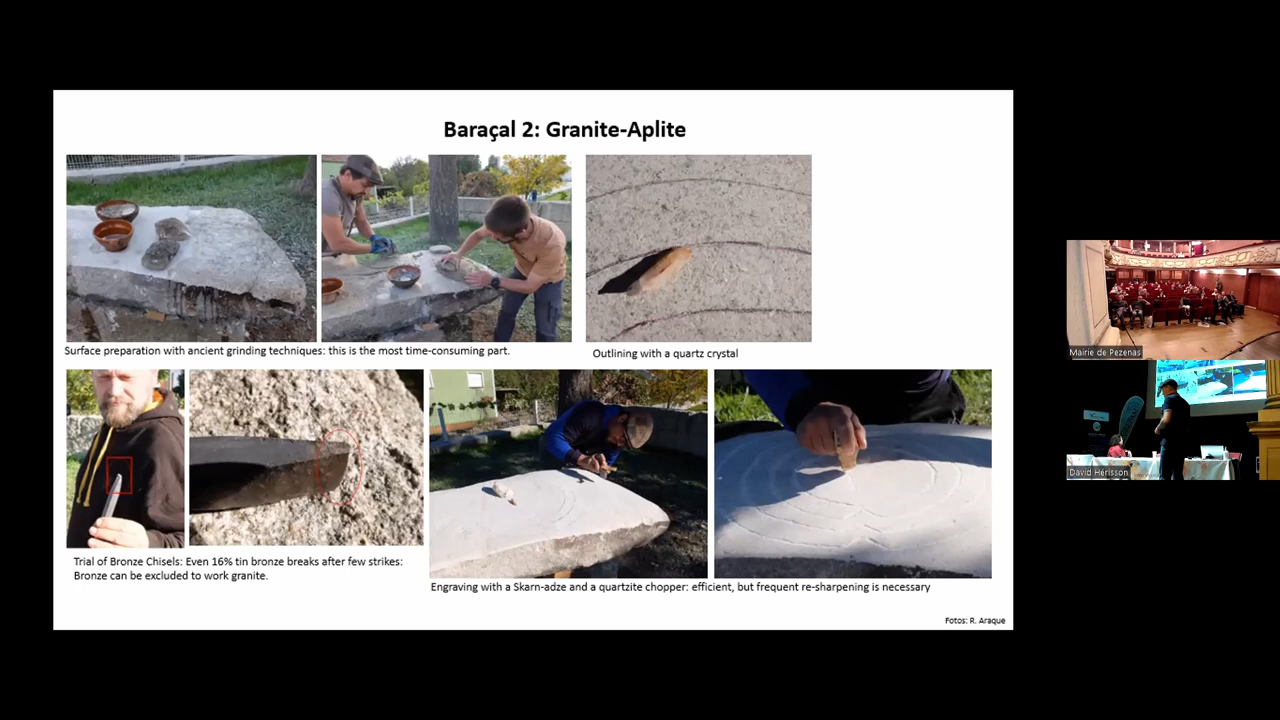 Baraçal 2: Granite-Aplite
Surface preparation with ancient grinding techniques: this is the most time-consuming part.
Outlining with a quartz crystal
Trial of Bronze Chisels: Even 16% tin bronze breaks after few strikes:
Bronze can be excluded to work granite.
Engraving with a Skarn-adze and a quartzite chopper: efficient, but frequent re-sharpening is necessary
Fotos: R. Araque
Mairie de Pezenas
David Hérisson